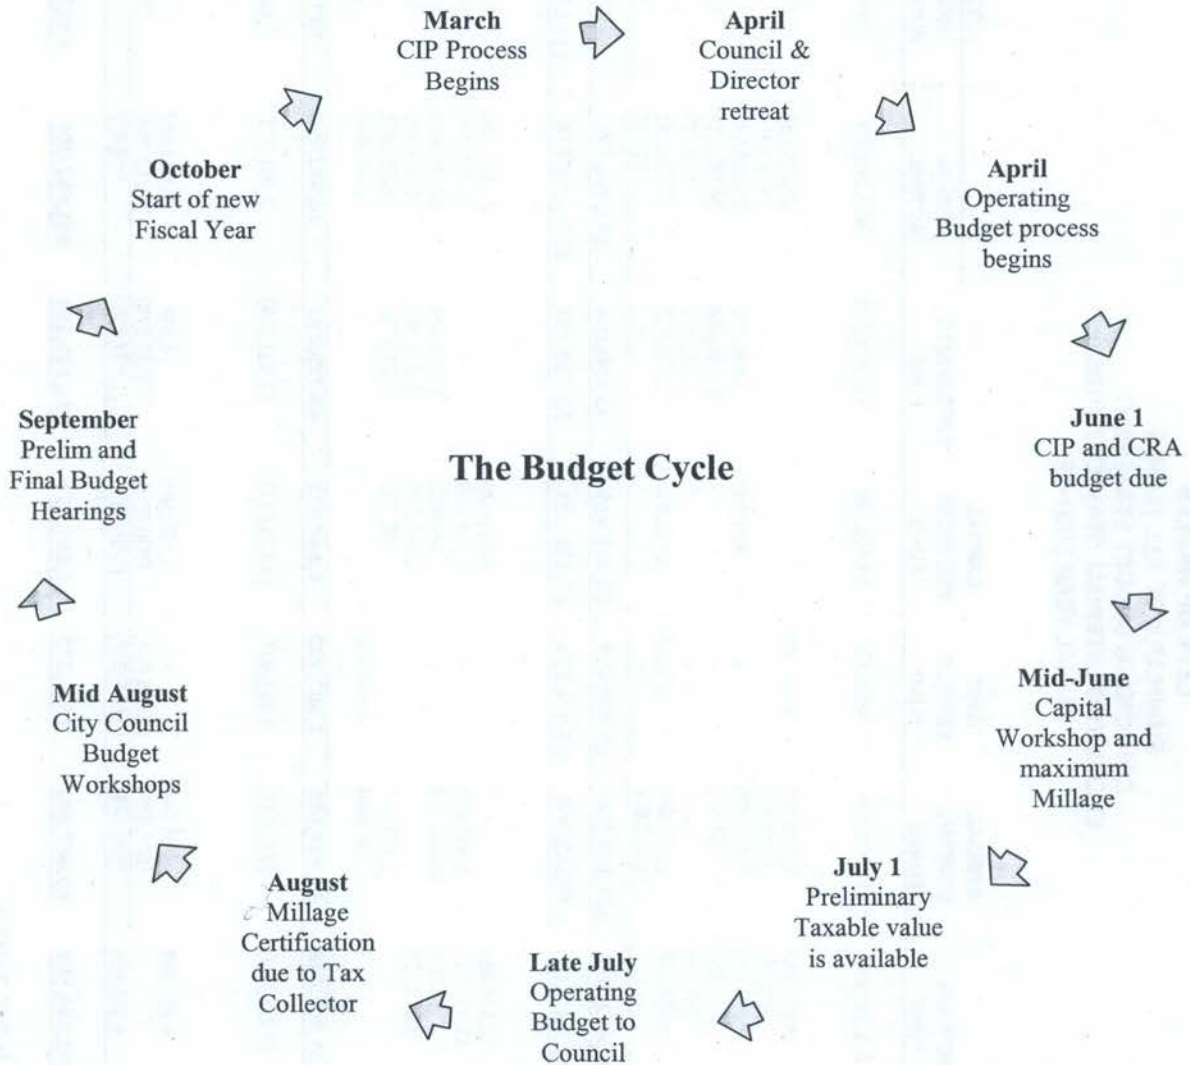 March
CIP Process
Begins
April
Council &
Director
retreat
April
Operating
Budget process
begins
June 1
CIP and CRA
budget due
Mid-June
Capital
Workshop and
maximum
Millage
July 1
Preliminary
Taxable value
is available
Late July
Operating
Budget to
Council
August
Millage
Certification
due to Tax
Collector
Mid August
City Council
Budget
Workshops
September
Prelim and
Final Budget
Hearings
October
Start of new
Fiscal Year
The Budget Cycle